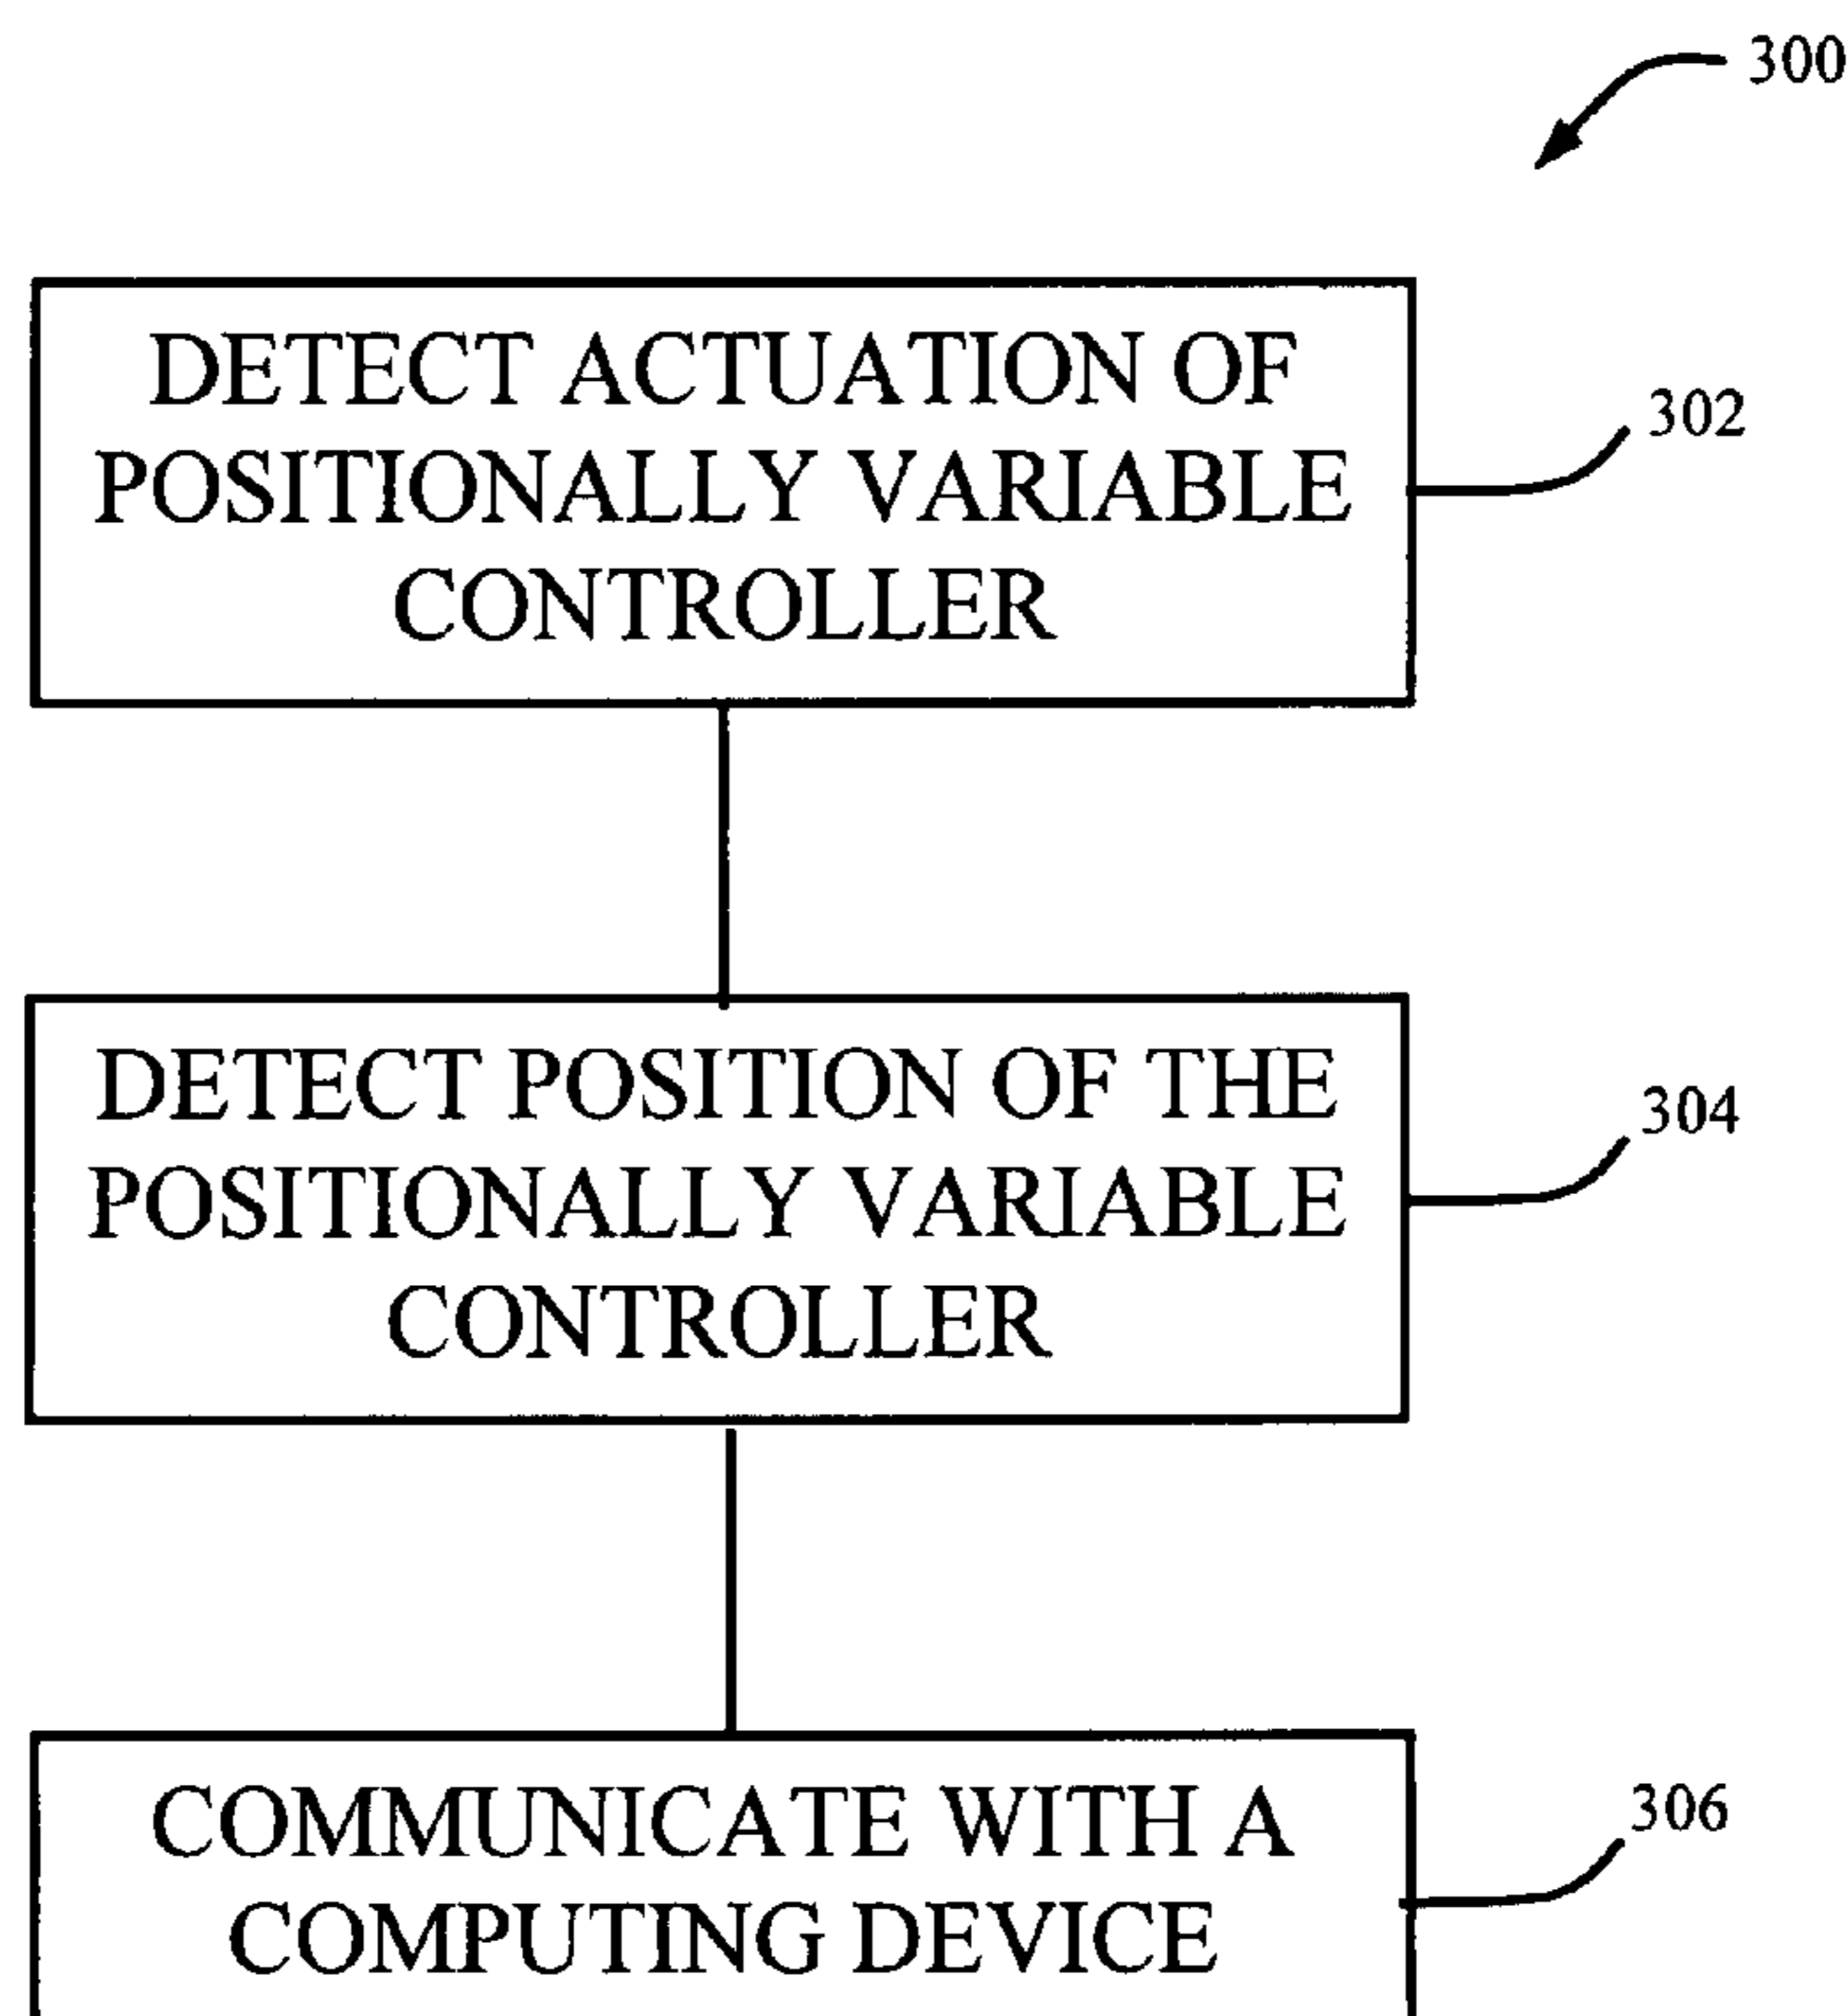 300
DETECT ACTUATION OF
POSITIONALLY VARIABLE
CONTROLLER
302
DETECT POSITION OF THE
POSITIONALLY VARIABLE
CONTROLLER
304
COMMUNICATE WITH A
COMPUTING DEVICE
306